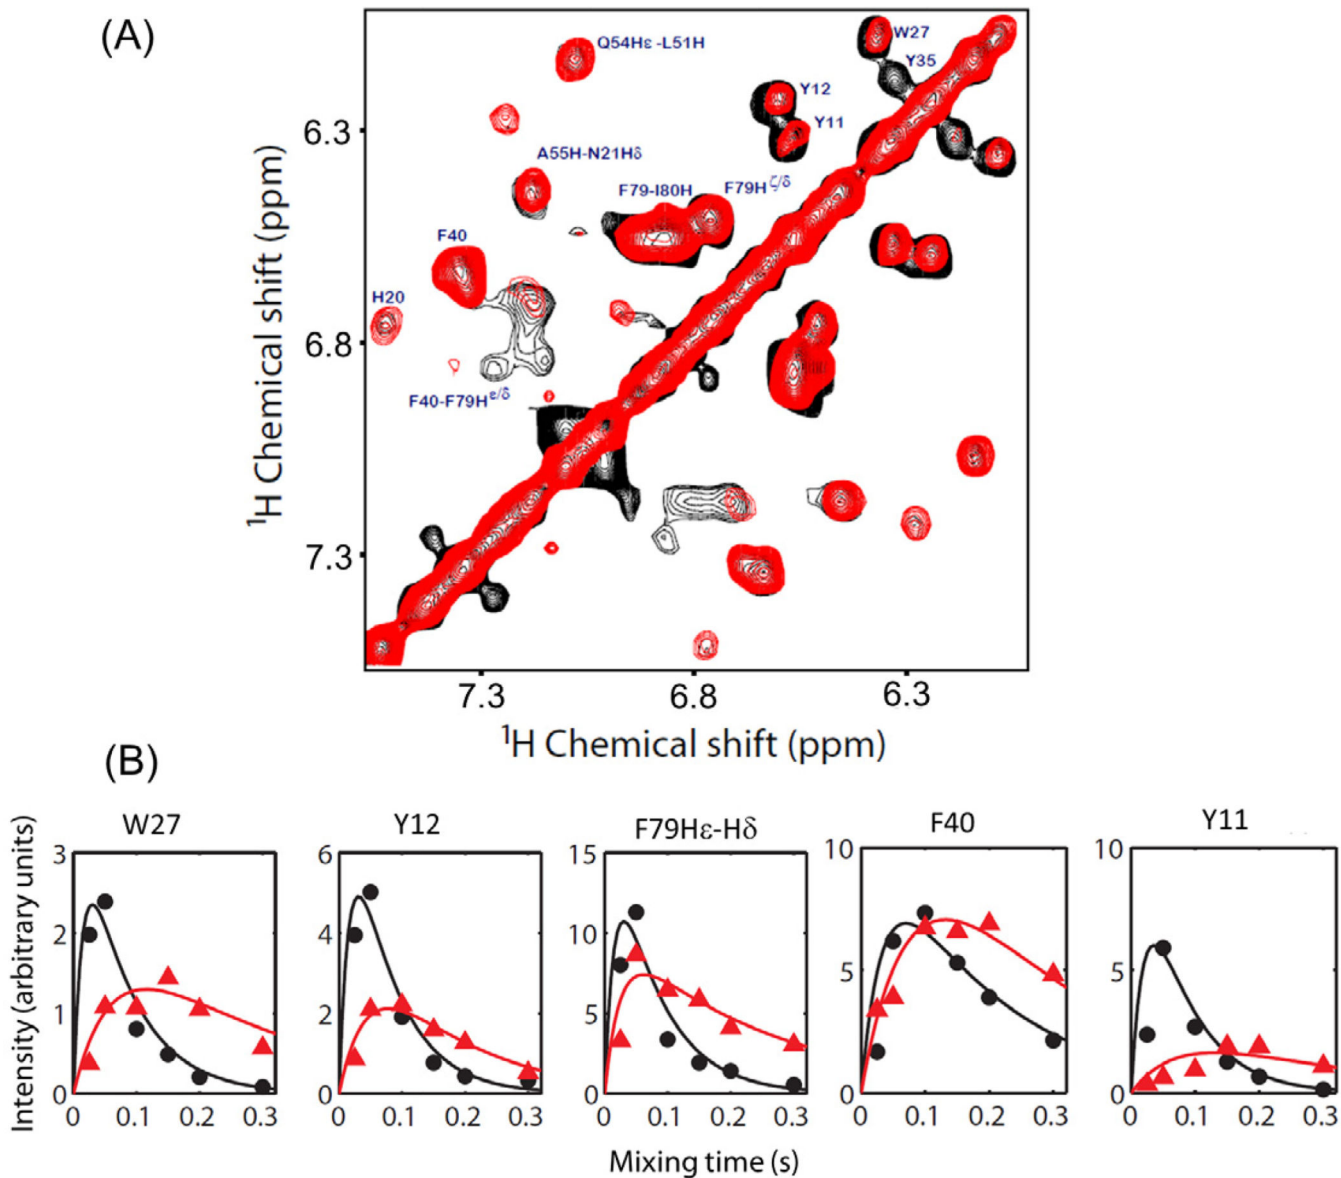 (A)
Q54Hε -L51H
W27
Y35
Y12
Y11
A55H-N21Hδ
F79-I80H
F79H ζ/δ
F40
H20
F40-F79H ε/δ
6.3
6.8
7.3
¹H Chemical shift (ppm)
7.3 6.8 6.3
¹H Chemical shift (ppm)
(B)
W27 Y12 F79Hε-Hδ F40 Y11
Intensity (arbitrary units)
3 2 1 0
0 0.1 0.2 0.3
6 4 2 0
0 0.1 0.2 0.3
15 10 5 0
0 0.1 0.2 0.3
10 5 0
0 0.1 0.2 0.3
10 5 0
0 0.1 0.2 0.3
Mixing time (s)